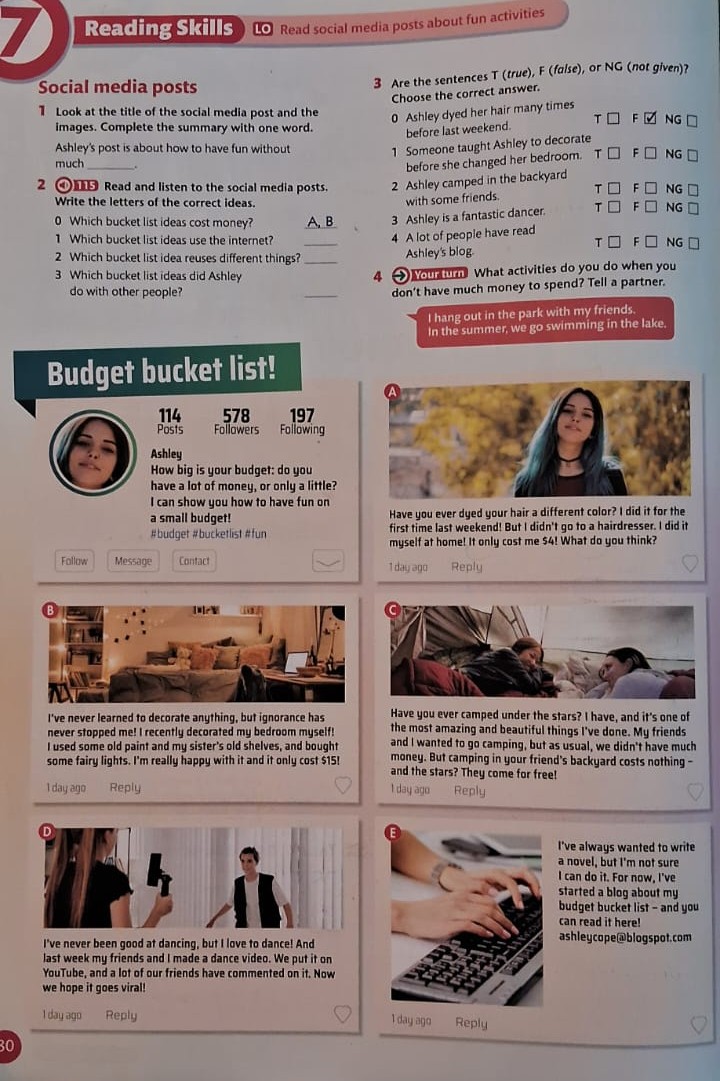 7
Reading Skills
LO Read social media posts about fun activities
Social media posts
1 Look at the title of the social media post and the
images. Complete the summary with one word.
Ashley's post is about how to have fun without
much ______.
2 115 Read and listen to the social media posts.
Write the letters of the correct ideas.
0 Which bucket list ideas cost money? A, B
1 Which bucket list ideas use the internet? ______
2 Which bucket list idea reuses different things? ______
3 Which bucket list ideas did Ashley
do with other people? ______
3 Are the sentences T (true), F (false), or NG (not given)?
Choose the correct answer.
0 Ashley dyed her hair many times
before last weekend. T ☐ F ☑ NG ☐
1 Someone taught Ashley to decorate
before she changed her bedroom. T ☐ F ☐ NG ☐
2 Ashley camped in the backyard
with some friends. T ☐ F ☐ NG ☐
3 Ashley is a fantastic dancer. T ☐ F ☐ NG ☐
4 A lot of people have read
Ashley's blog. T ☐ F ☐ NG ☐
4 Your turn What activities do you do when you
don't have much money to spend? Tell a partner.
I hang out in the park with my friends.
In the summer, we go swimming in the lake.
Budget bucket list!
114 578 197
Posts Followers Following
Ashley
How big is your budget: do you
have a lot of money, or only a little?
I can show you how to have fun on
a small budget!
#budget #bucketlist #fun
Follow Message Contact
A
Have you ever dyed your hair a different color? I did it for the
first time last weekend! But I didn't go to a hairdresser. I did it
myself at home! It only cost me $4! What do you think?
1 day ago Reply
B
I've never learned to decorate anything, but ignorance has
never stopped me! I recently decorated my bedroom myself!
I used some old paint and my sister's old shelves, and bought
some fairy lights. I'm really happy with it and it only cost $15!
1 day ago Reply
C
Have you ever camped under the stars? I have, and it's one of
the most amazing and beautiful things I've done. My friends
and I wanted to go camping, but as usual, we didn't have much
money. But camping in your friend's backyard costs nothing –
and the stars? They come for free!
1 day ago Reply
D
I've never been good at dancing, but I love to dance! And
last week my friends and I made a dance video. We put it on
YouTube, and a lot of our friends have commented on it. Now
we hope it goes viral!
1 day ago Reply
E
I've always wanted to write
a novel, but I'm not sure
I can do it. For now, I've
started a blog about my
budget bucket list – and you
can read it here!
ashleycope@blogspot.com
1 day ago Reply
80